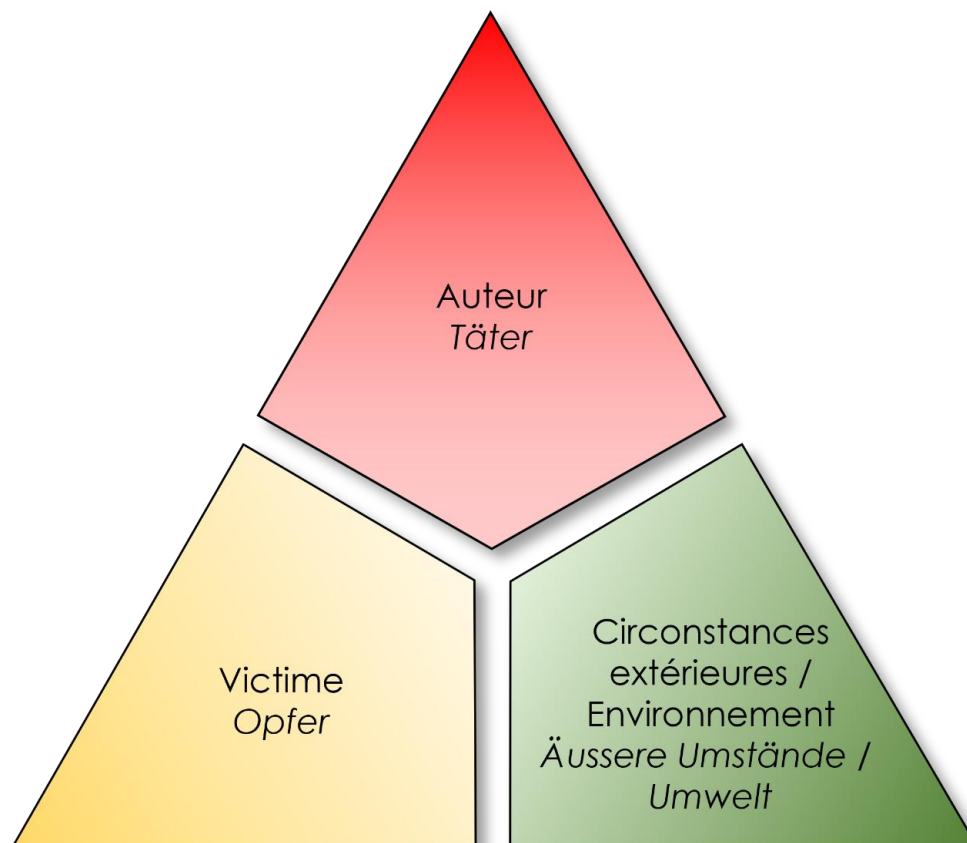 Auteur
Täter
Victime
Opfer
Circonstances
extérieures /
Environnement
Äussere Umstände /
Umwelt